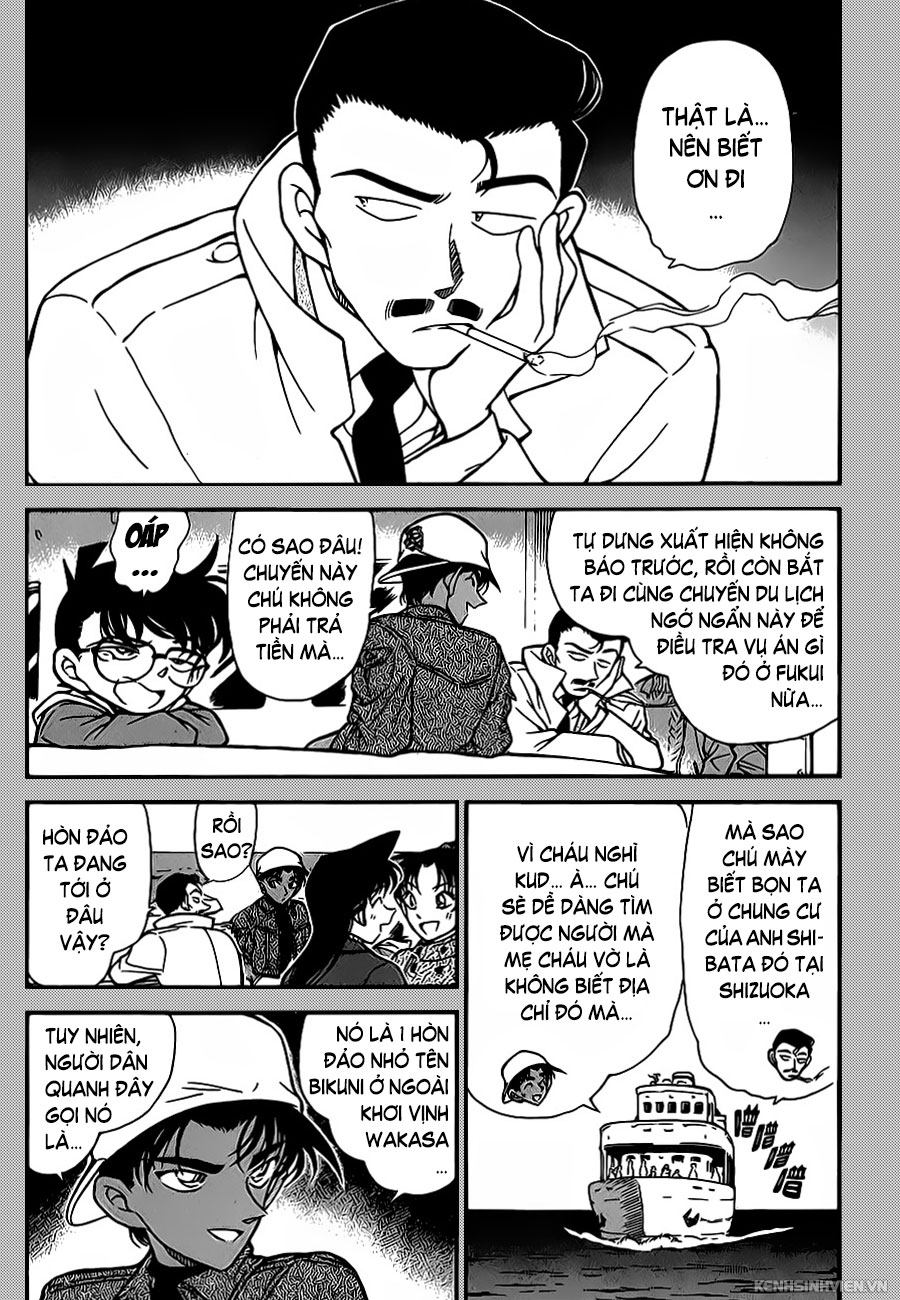 THẬT LÀ...
NÊN BIẾT
ƠN ĐI
...
TỰ DƯNG XUẤT HIỆN KHÔNG
BÁO TRƯỚC, RỒI CÒN BẮT
TA ĐI CÙNG CHUYẾN DU LỊCH
NGỚ NGẨN NÀY ĐỂ
ĐIỀU TRA VỤ ÁN GÌ
ĐÓ Ở FUKUI
NỮA...
CÓ SAO ĐÂU!
CHUYẾN NÀY
CHÚ KHÔNG
PHẢI TRẢ
TIỀN MÀ...
OÁP
...
MÀ SAO
CHÚ MÀY
BIẾT BỌN TA
Ở CHUNG CƯ
CỦA ANH SHI-
BATA ĐÓ TẠI
SHIZUOKA
...
VÌ CHÁU NGHĨ
KUD... À... CHÚ
SẼ DỄ DÀNG TÌM
ĐƯỢC NGƯỜI MÀ
MẸ CHÁU VỜ LÀ
KHÔNG BIẾT ĐỊA
CHỈ ĐÓ MÀ...
噌噌噌
RỒI
SAO?
HÒN ĐẢO
TA ĐANG
TỚI Ở
ĐÂU
VẬY?
NÓ LÀ 1 HÒN
ĐẢO NHỎ TÊN
BIKUNI Ở NGOÀI
KHƠI VỊNH
WAKASA
...
TUY NHIÊN,
NGƯỜI DÂN
QUANH ĐÂY
GỌI NÓ
LÀ...
KENHSINHVIEN.VN